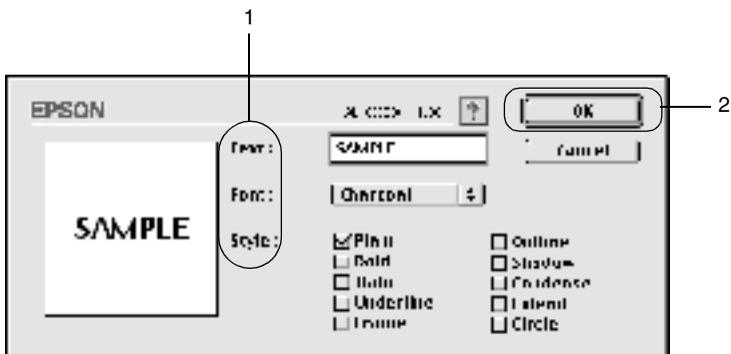 1
EPSON
OK
2
Text:
SAMPLE
Cancel
Font:
Charcoal
SAMPLE
Style:
Plain
Outline
Bold
Shadow
Italic
Condense
Underline
Extend
Circle